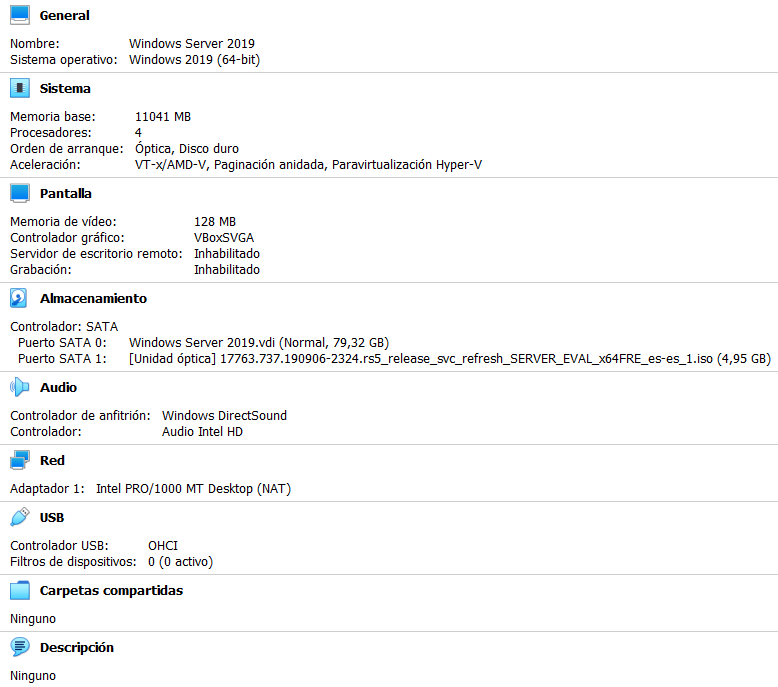 General
Nombre: Windows Server 2019
Sistema operativo: Windows 2019 (64-bit)
Sistema
Memoria base: 11041 MB
Procesadores: 4
Orden de arranque: Óptica, Disco duro
Aceleración: VT-x/AMD-V, Paginación anidada, Paravirtualización Hyper-V
Pantalla
Memoria de vídeo: 128 MB
Controlador gráfico: VBoxSVGA
Servidor de escritorio remoto: Inhabilitado
Grabación: Inhabilitado
Almacenamiento
Controlador: SATA
Puerto SATA 0: Windows Server 2019.vdi (Normal, 79,32 GB)
Puerto SATA 1: [Unidad óptica] 17763.737.190906-2324.rs5_release_svc_refresh_SERVER_EVAL_x64FRE_es-es_1.iso (4,95 GB)
Audio
Controlador de anfitrión: Windows DirectSound
Controlador: Audio Intel HD
Red
Adaptador 1: Intel PRO/1000 MT Desktop (NAT)
USB
Controlador USB: OHCI
Filtros de dispositivos: 0 (0 activo)
Carpetas compartidas
Ninguno
Descripción
Ninguno